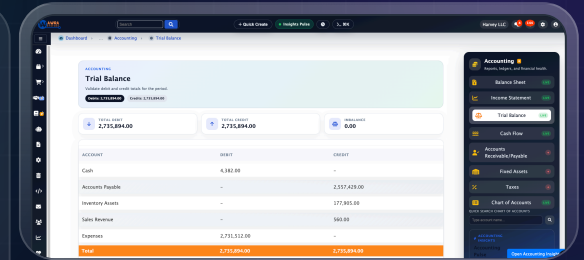 AWRA
Search
+ Quick Create
+ Insights Pulse
⌘K
Harvey LLC
Dashboard
...
Accounting
Trial Balance
ACCOUNTING
Trial Balance
Validate debit and credit totals for the period.
Debits: 2,735,894.00
Credits: 2,735,894.00
TOTAL DEBIT
2,735,894.00
TOTAL CREDIT
2,735,894.00
IMBALANCE
0.00
ACCOUNT DEBIT CREDIT
Cash 4,382.00 -
Accounts Payable - 2,557,429.00
Inventory Assets - 177,905.00
Sales Revenue - 560.00
Expenses 2,731,512.00 -
Total 2,735,894.00 2,735,894.00
Accounting
Reports, ledgers, and financial health.
Balance Sheet
Income Statement
Trial Balance
Cash Flow
Accounts
Receivable/Payable
Fixed Assets
Taxes
Chart of Accounts
QUICK SEARCH CHART OF ACCOUNTS
Type account name
ACCOUNTING
INSIGHTS
Open Accounting Insight